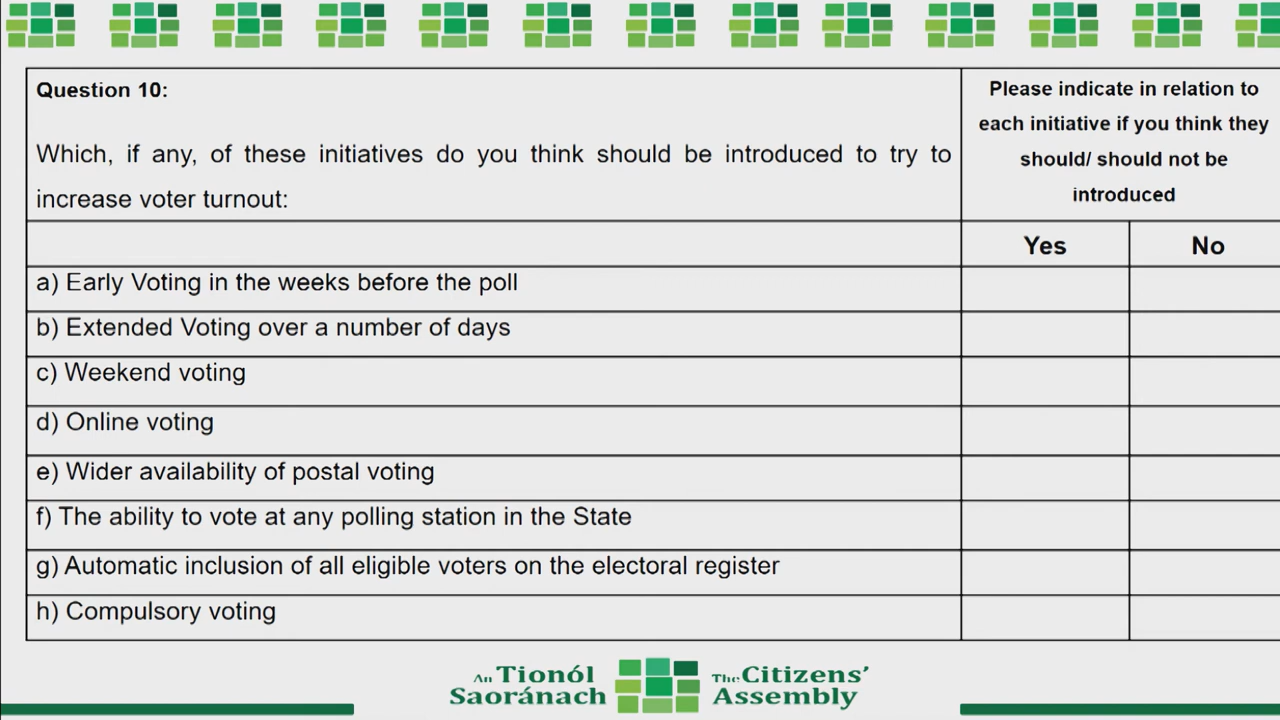 Question 10:
Which, if any, of these initiatives do you think should be introduced to try to
increase voter turnout:
Please indicate in relation to
each initiative if you think they
should/ should not be
introduced
Yes No
a) Early Voting in the weeks before the poll
b) Extended Voting over a number of days
c) Weekend voting
d) Online voting
e) Wider availability of postal voting
f) The ability to vote at any polling station in the State
g) Automatic inclusion of all eligible voters on the electoral register
h) Compulsory voting
An Tionól
Saoránach
The Citizens’
Assembly